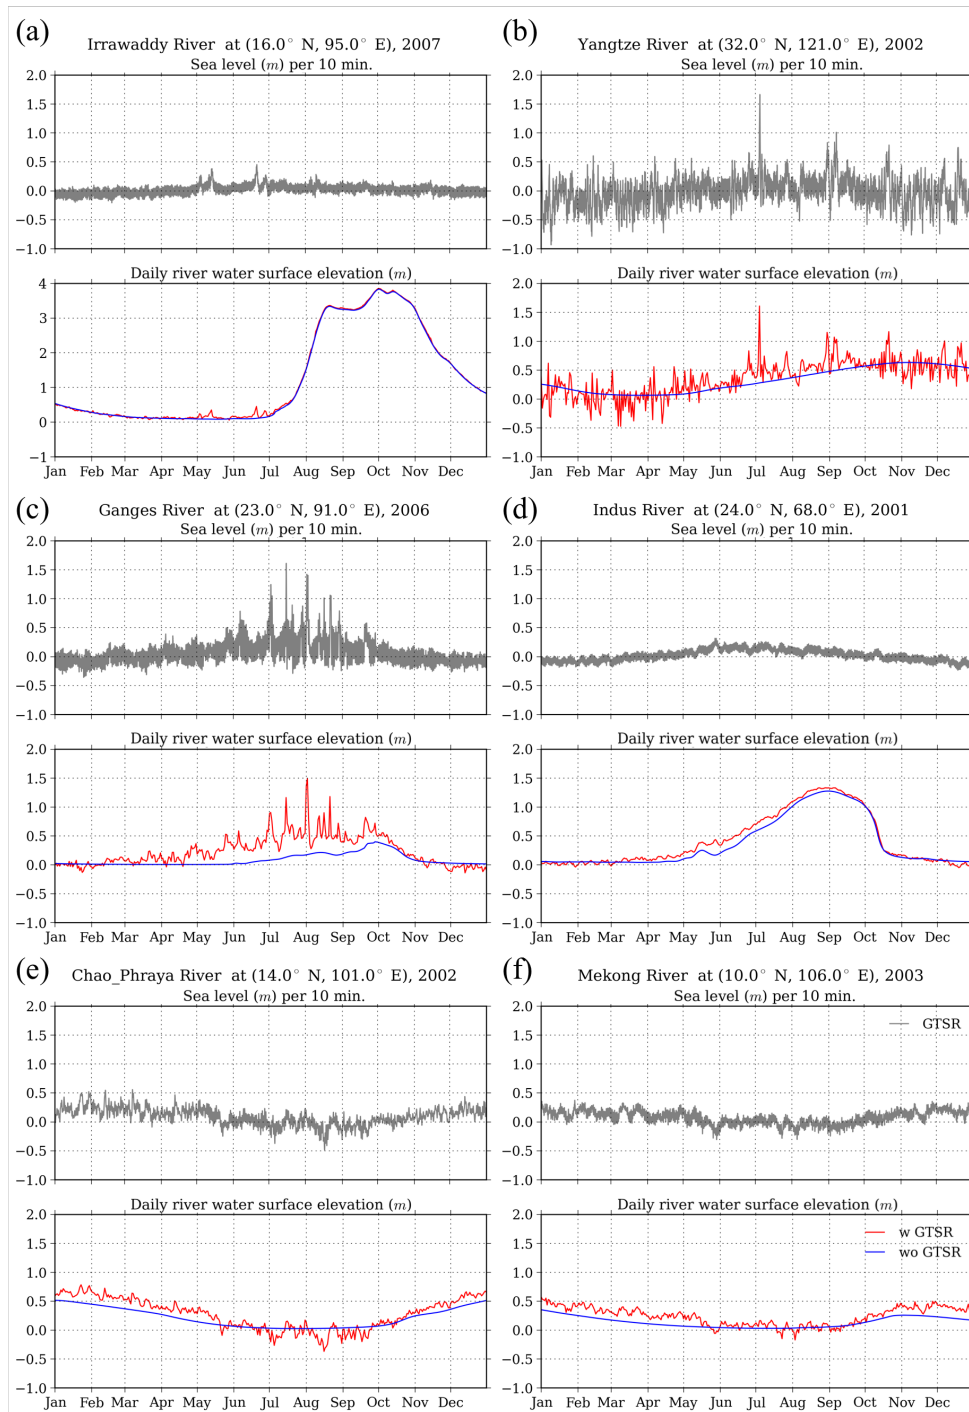 (a)
Irrawaddy River at (16.0° N, 95.0° E), 2007
Sea level (m) per 10 min.
2.0
1.5
1.0
0.5
0.0
−0.5
−1.0
Daily river water surface elevation (m)
4
3
2
1
0
−1
Jan Feb Mar Apr May Jun Jul Aug Sep Oct Nov Dec
(b)
Yangtze River at (32.0° N, 121.0° E), 2002
Sea level (m) per 10 min.
2.0
1.5
1.0
0.5
0.0
−0.5
−1.0
Daily river water surface elevation (m)
2.0
1.5
1.0
0.5
0.0
−0.5
−1.0
Jan Feb Mar Apr May Jun Jul Aug Sep Oct Nov Dec
(c)
Ganges River at (23.0° N, 91.0° E), 2006
Sea level (m) per 10 min.
2.0
1.5
1.0
0.5
0.0
−0.5
−1.0
Daily river water surface elevation (m)
2.0
1.5
1.0
0.5
0.0
−0.5
−1.0
Jan Feb Mar Apr May Jun Jul Aug Sep Oct Nov Dec
(d)
Indus River at (24.0° N, 68.0° E), 2001
Sea level (m) per 10 min.
2.0
1.5
1.0
0.5
0.0
−0.5
−1.0
Daily river water surface elevation (m)
2.0
1.5
1.0
0.5
0.0
−0.5
−1.0
Jan Feb Mar Apr May Jun Jul Aug Sep Oct Nov Dec
(e)
Chao_Phraya River at (14.0° N, 101.0° E), 2002
Sea level (m) per 10 min.
2.0
1.5
1.0
0.5
0.0
−0.5
−1.0
Daily river water surface elevation (m)
2.0
1.5
1.0
0.5
0.0
−0.5
−1.0
Jan Feb Mar Apr May Jun Jul Aug Sep Oct Nov Dec
(f)
Mekong River at (10.0° N, 106.0° E), 2003
Sea level (m) per 10 min.
2.0
1.5
1.0
0.5
0.0
−0.5
−1.0
GTSR
Daily river water surface elevation (m)
2.0
1.5
1.0
0.5
0.0
−0.5
−1.0
w GTSR
wo GTSR
Jan Feb Mar Apr May Jun Jul Aug Sep Oct Nov Dec